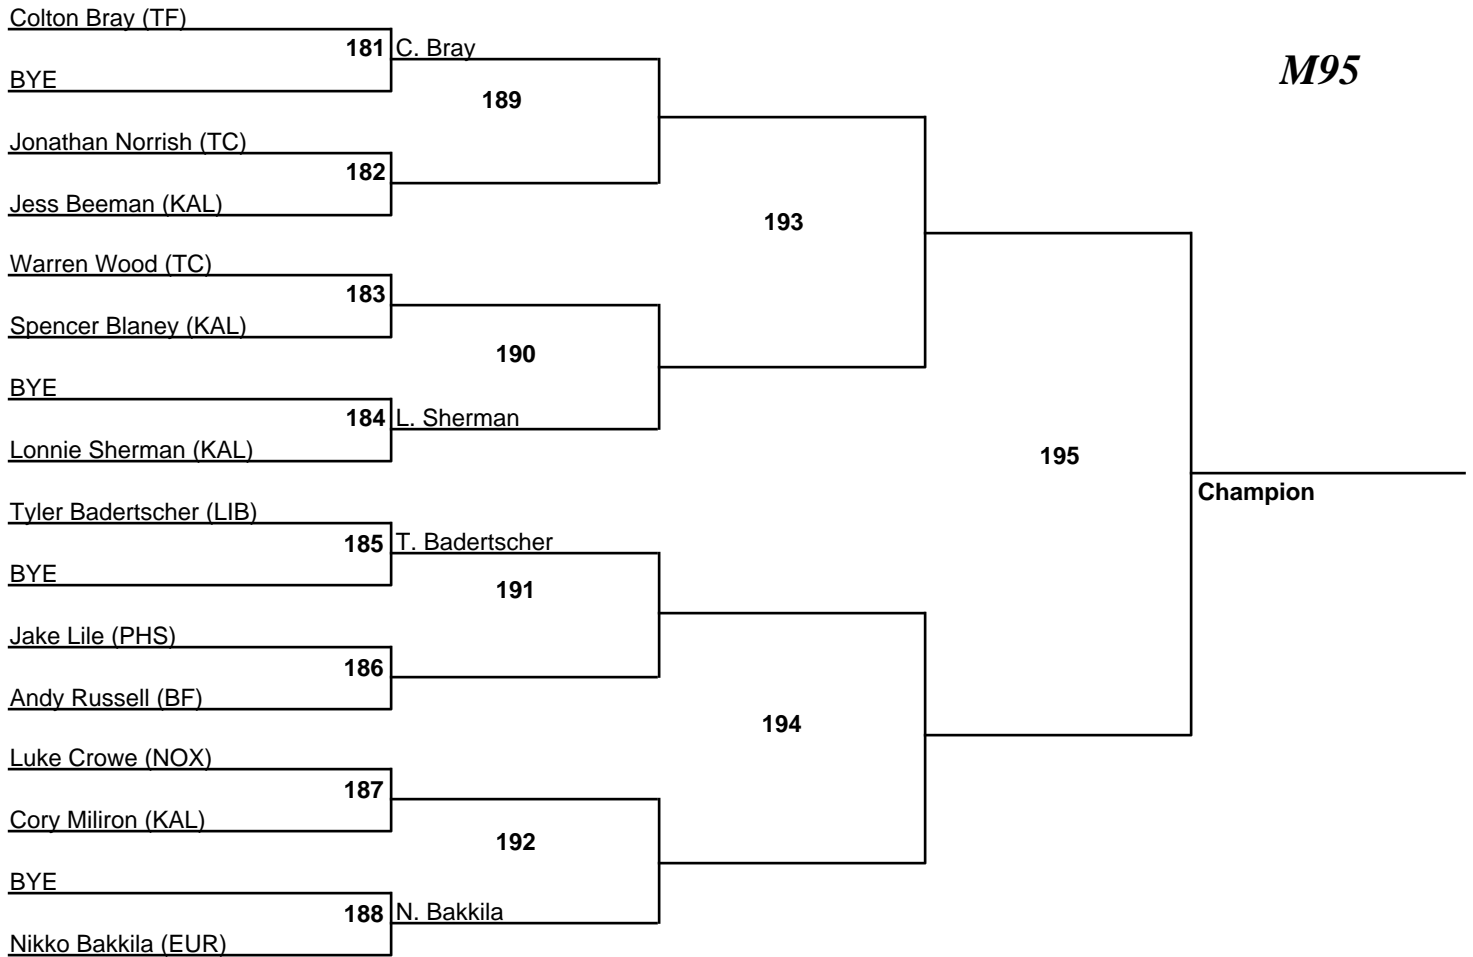 Colton Bray (TF)
181 C. Bray
M95
BYE
189
Jonathan Norrish (TC)
182
Jess Beeman (KAL)
193
Warren Wood (TC)
183
Spencer Blaney (KAL)
190
BYE
184 L. Sherman
Lonnie Sherman (KAL)
195
Champion
Tyler Badertscher (LIB)
185 T. Badertscher
BYE
191
Jake Lile (PHS)
186
Andy Russell (BF)
194
Luke Crowe (NOX)
187
Cory Miliron (KAL)
192
BYE
188 N. Bakkila
Nikko Bakkila (EUR)